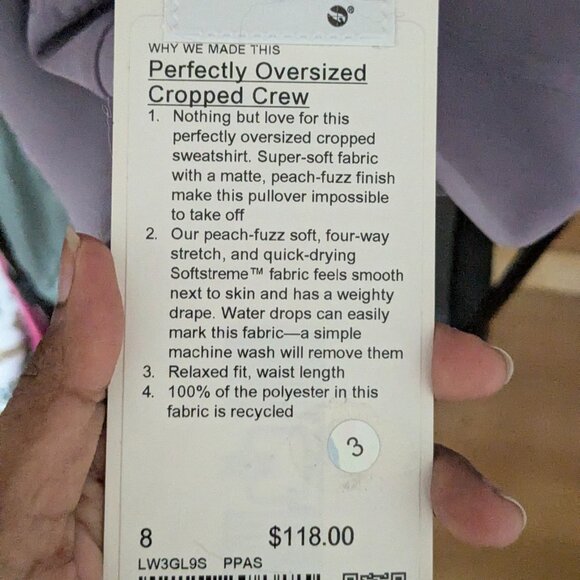 WHY WE MADE THIS
Perfectly Oversized
Cropped Crew
1. Nothing but love for this
perfectly oversized cropped
sweatshirt. Super-soft fabric
with a matte, peach-fuzz finish
make this pullover impossible
to take off
2. Our peach-fuzz soft, four-way
stretch, and quick-drying
Softstreme™ fabric feels smooth
next to skin and has a weighty
drape. Water drops can easily
mark this fabric—a simple
machine wash will remove them
3. Relaxed fit, waist length
4. 100% of the polyester in this
fabric is recycled
3
8 $118.00
LW3GL9S PPAS